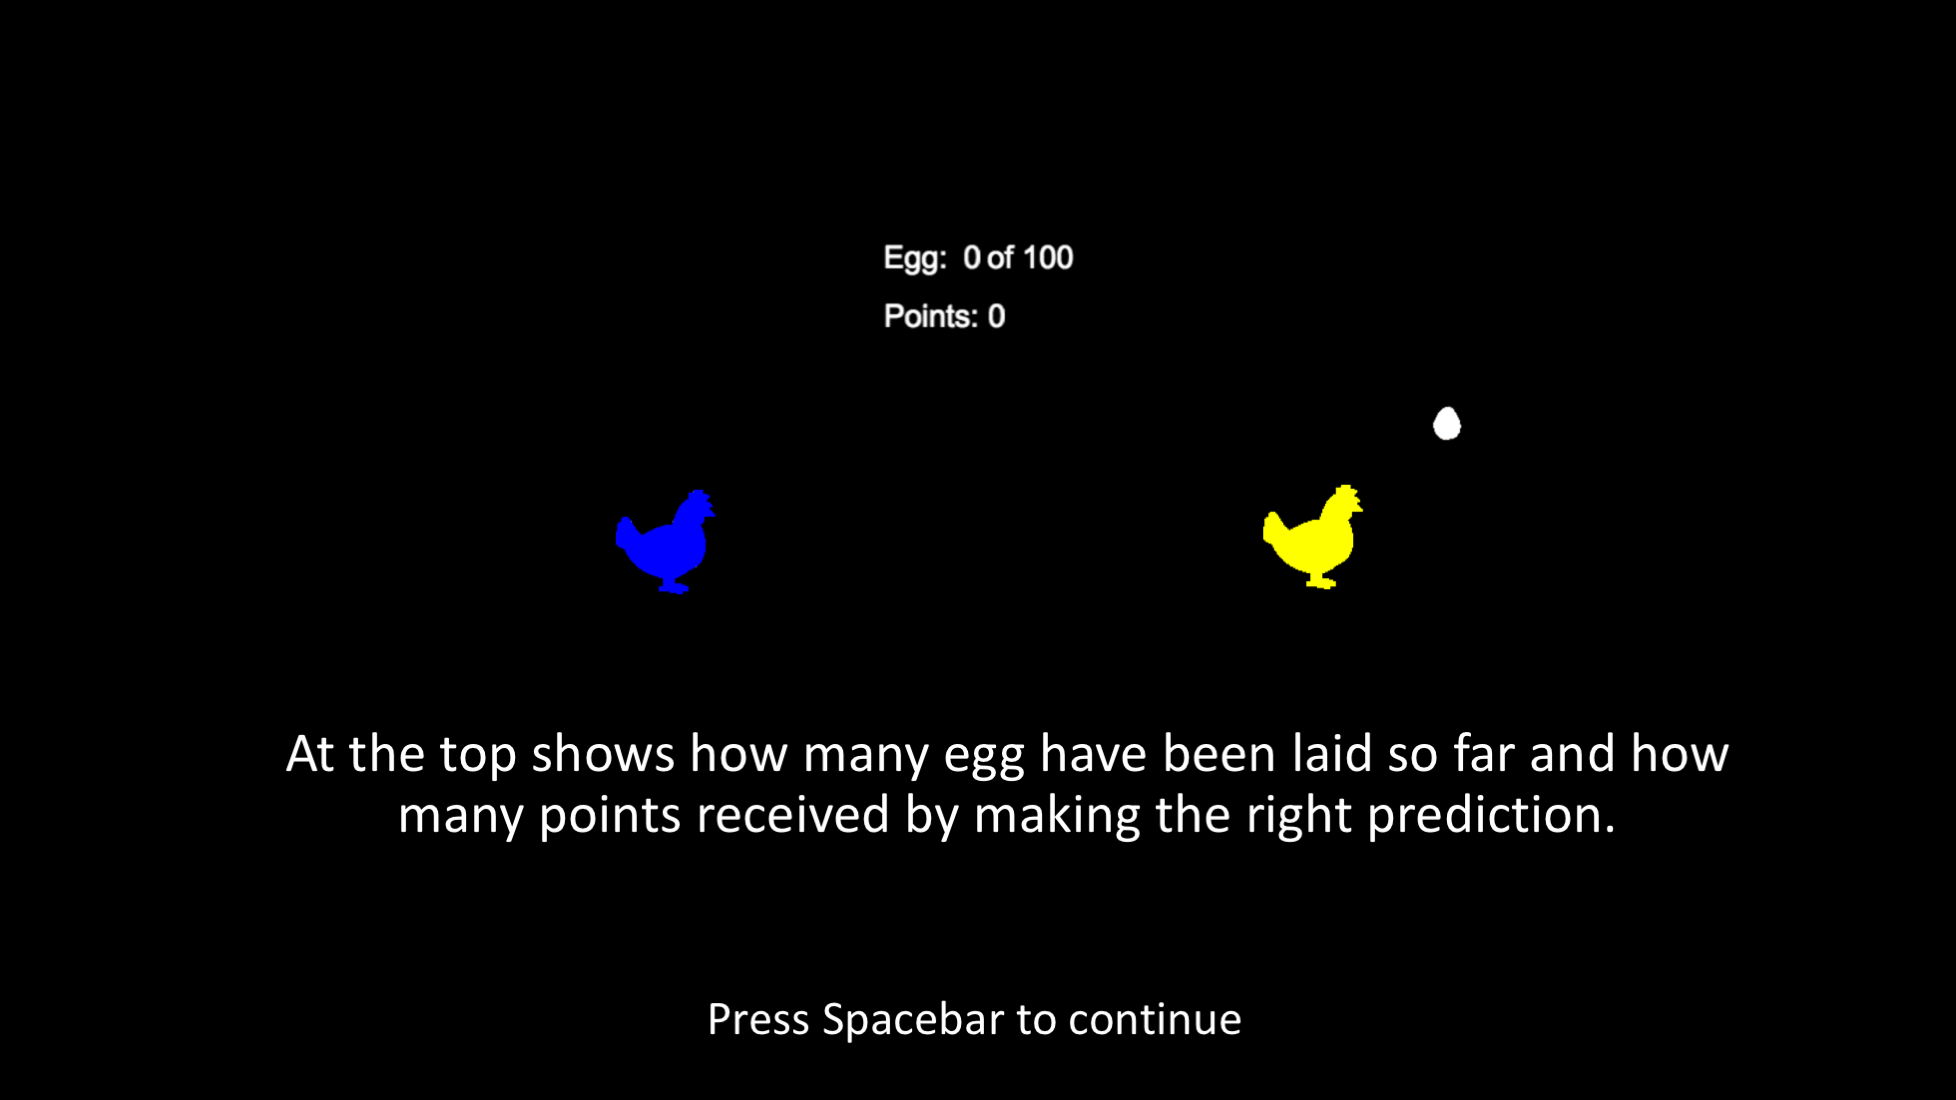 Egg: 0 of 100
Points: 0
At the top shows how many egg have been laid so far and how
many points received by making the right prediction.
Press Spacebar to continue